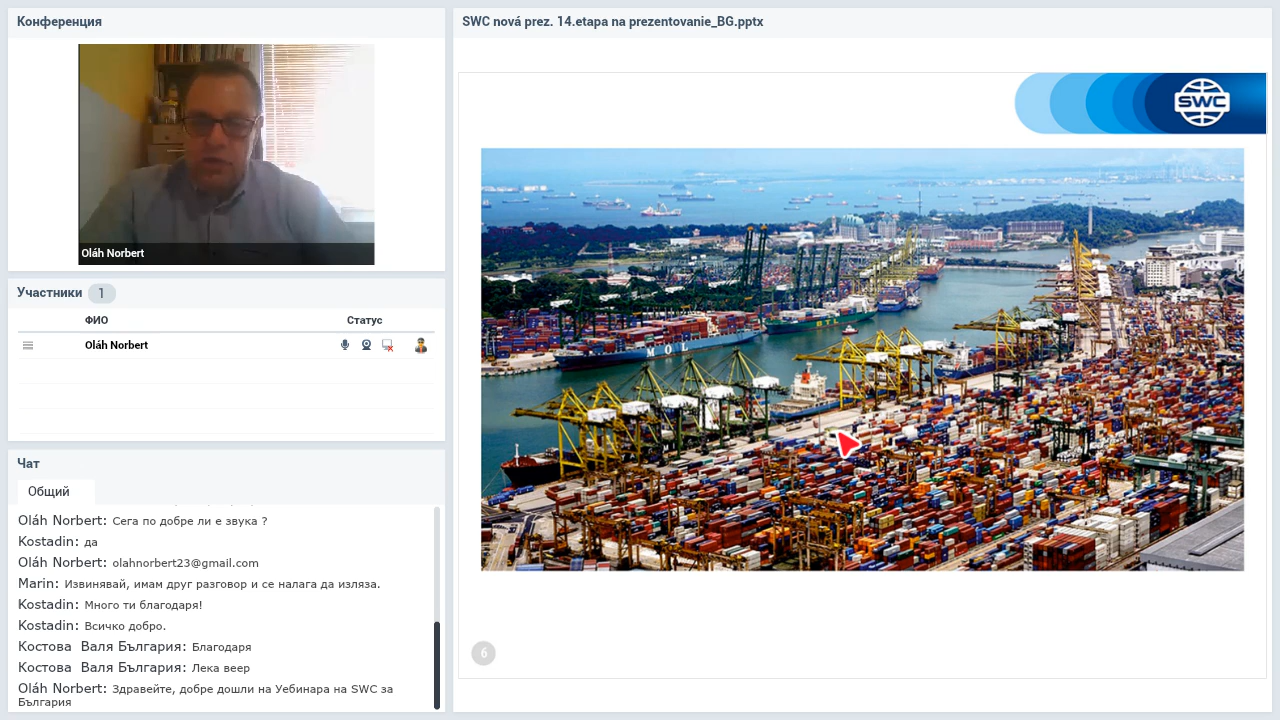 Конференция
Oláh Norbert
Участники 1
ФИО Статус
Oláh Norbert
Чат
Общий
Oláh Norbert: Сега по добре ли е звука ?
Kostadin: да
Oláh Norbert: olahnorbert23@gmail.com
Marin: Извинявай, имам друг разговор и се налага да изляза.
Kostadin: Много ти благодаря!
Kostadin: Всичко добро.
Костова Валя България: Благодаря
Костова Валя България: Лека веер
Oláh Norbert: Здравейте, добре дошли на Уебинара на SWC за
България
SWC nová prez. 14.etapa na prezentovanie_BG.pptx
SWC
MOL
6